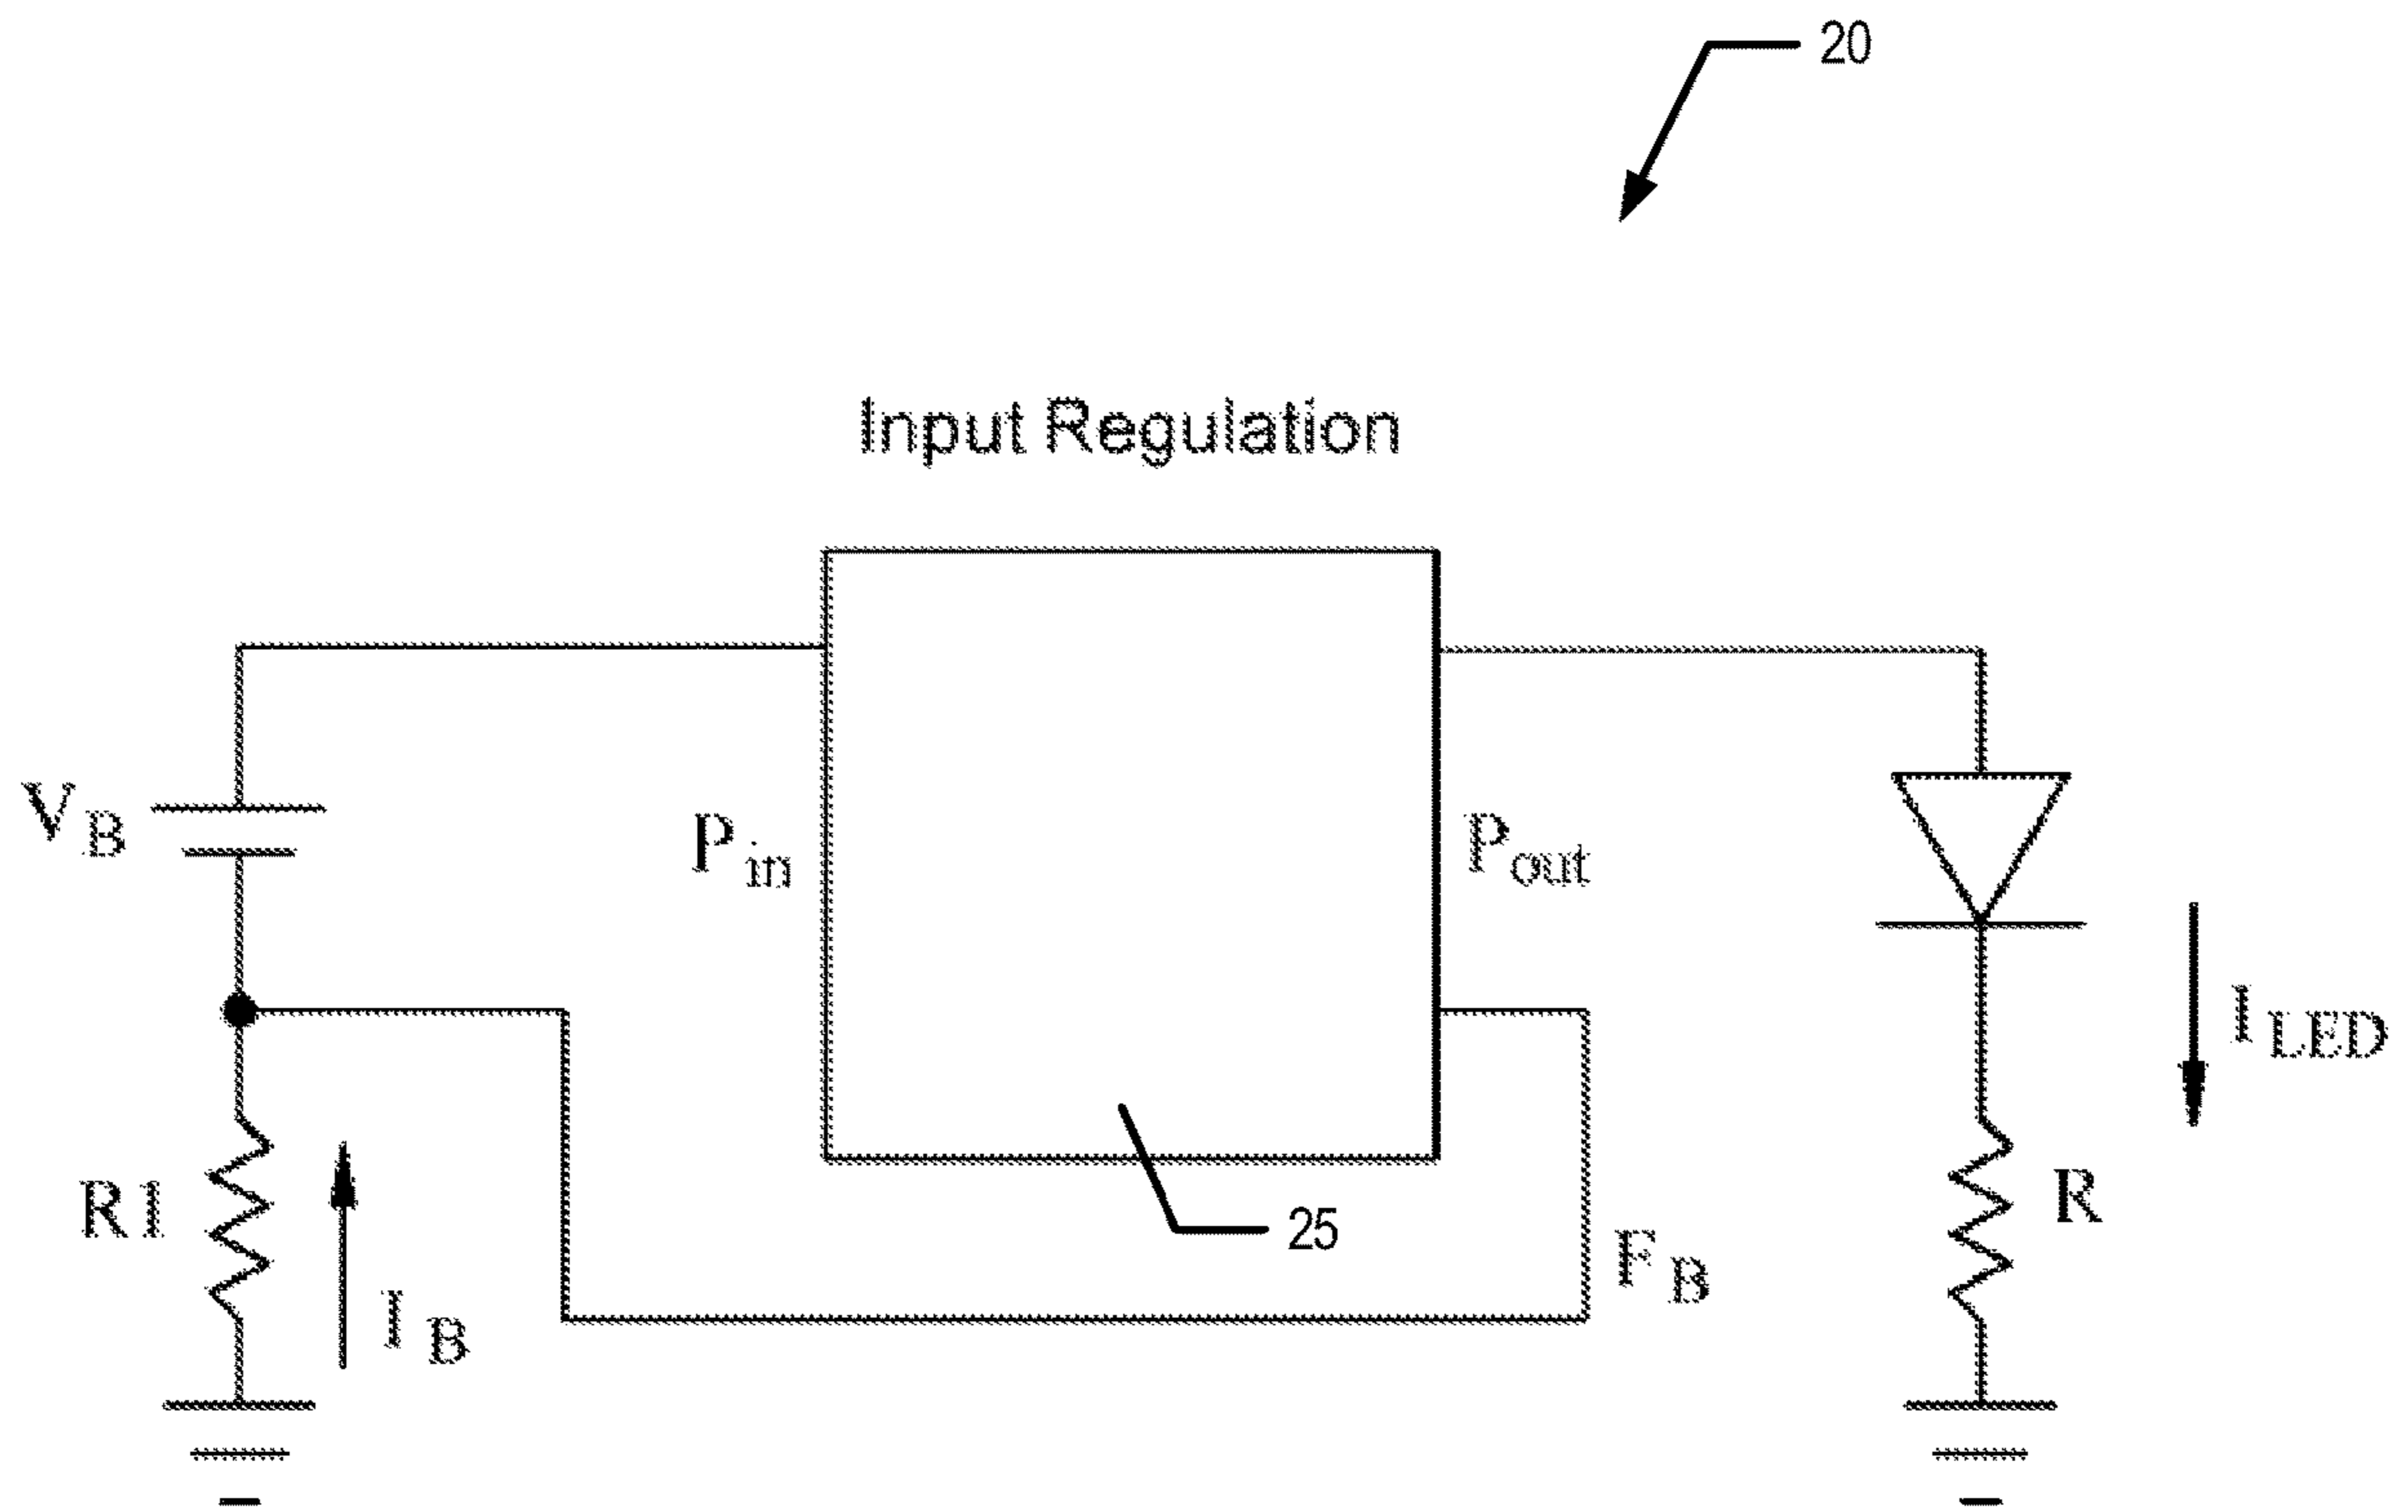 20
Input Regulation
V_B
P_in
P_out
I_LED
R1
I_B
25
F_B
R